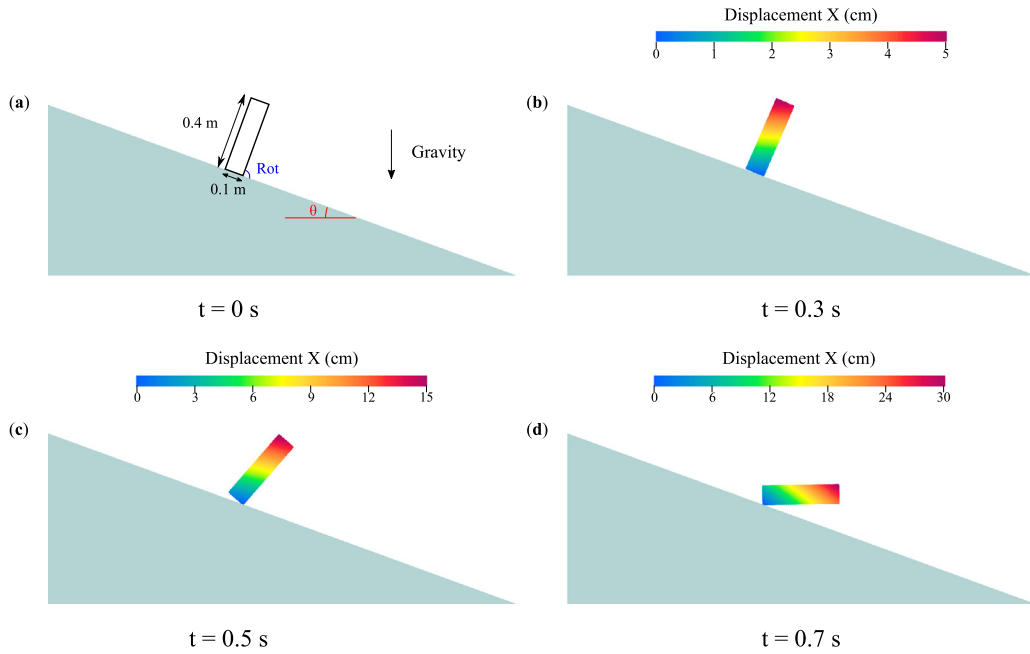 (a)
0.4 m
0.1 m
Rot
θ
Gravity
t = 0 s
Displacement X (cm)
0 1 2 3 4 5
(b)
t = 0.3 s
Displacement X (cm)
0 3 6 9 12 15
(c)
t = 0.5 s
Displacement X (cm)
0 6 12 18 24 30
(d)
t = 0.7 s